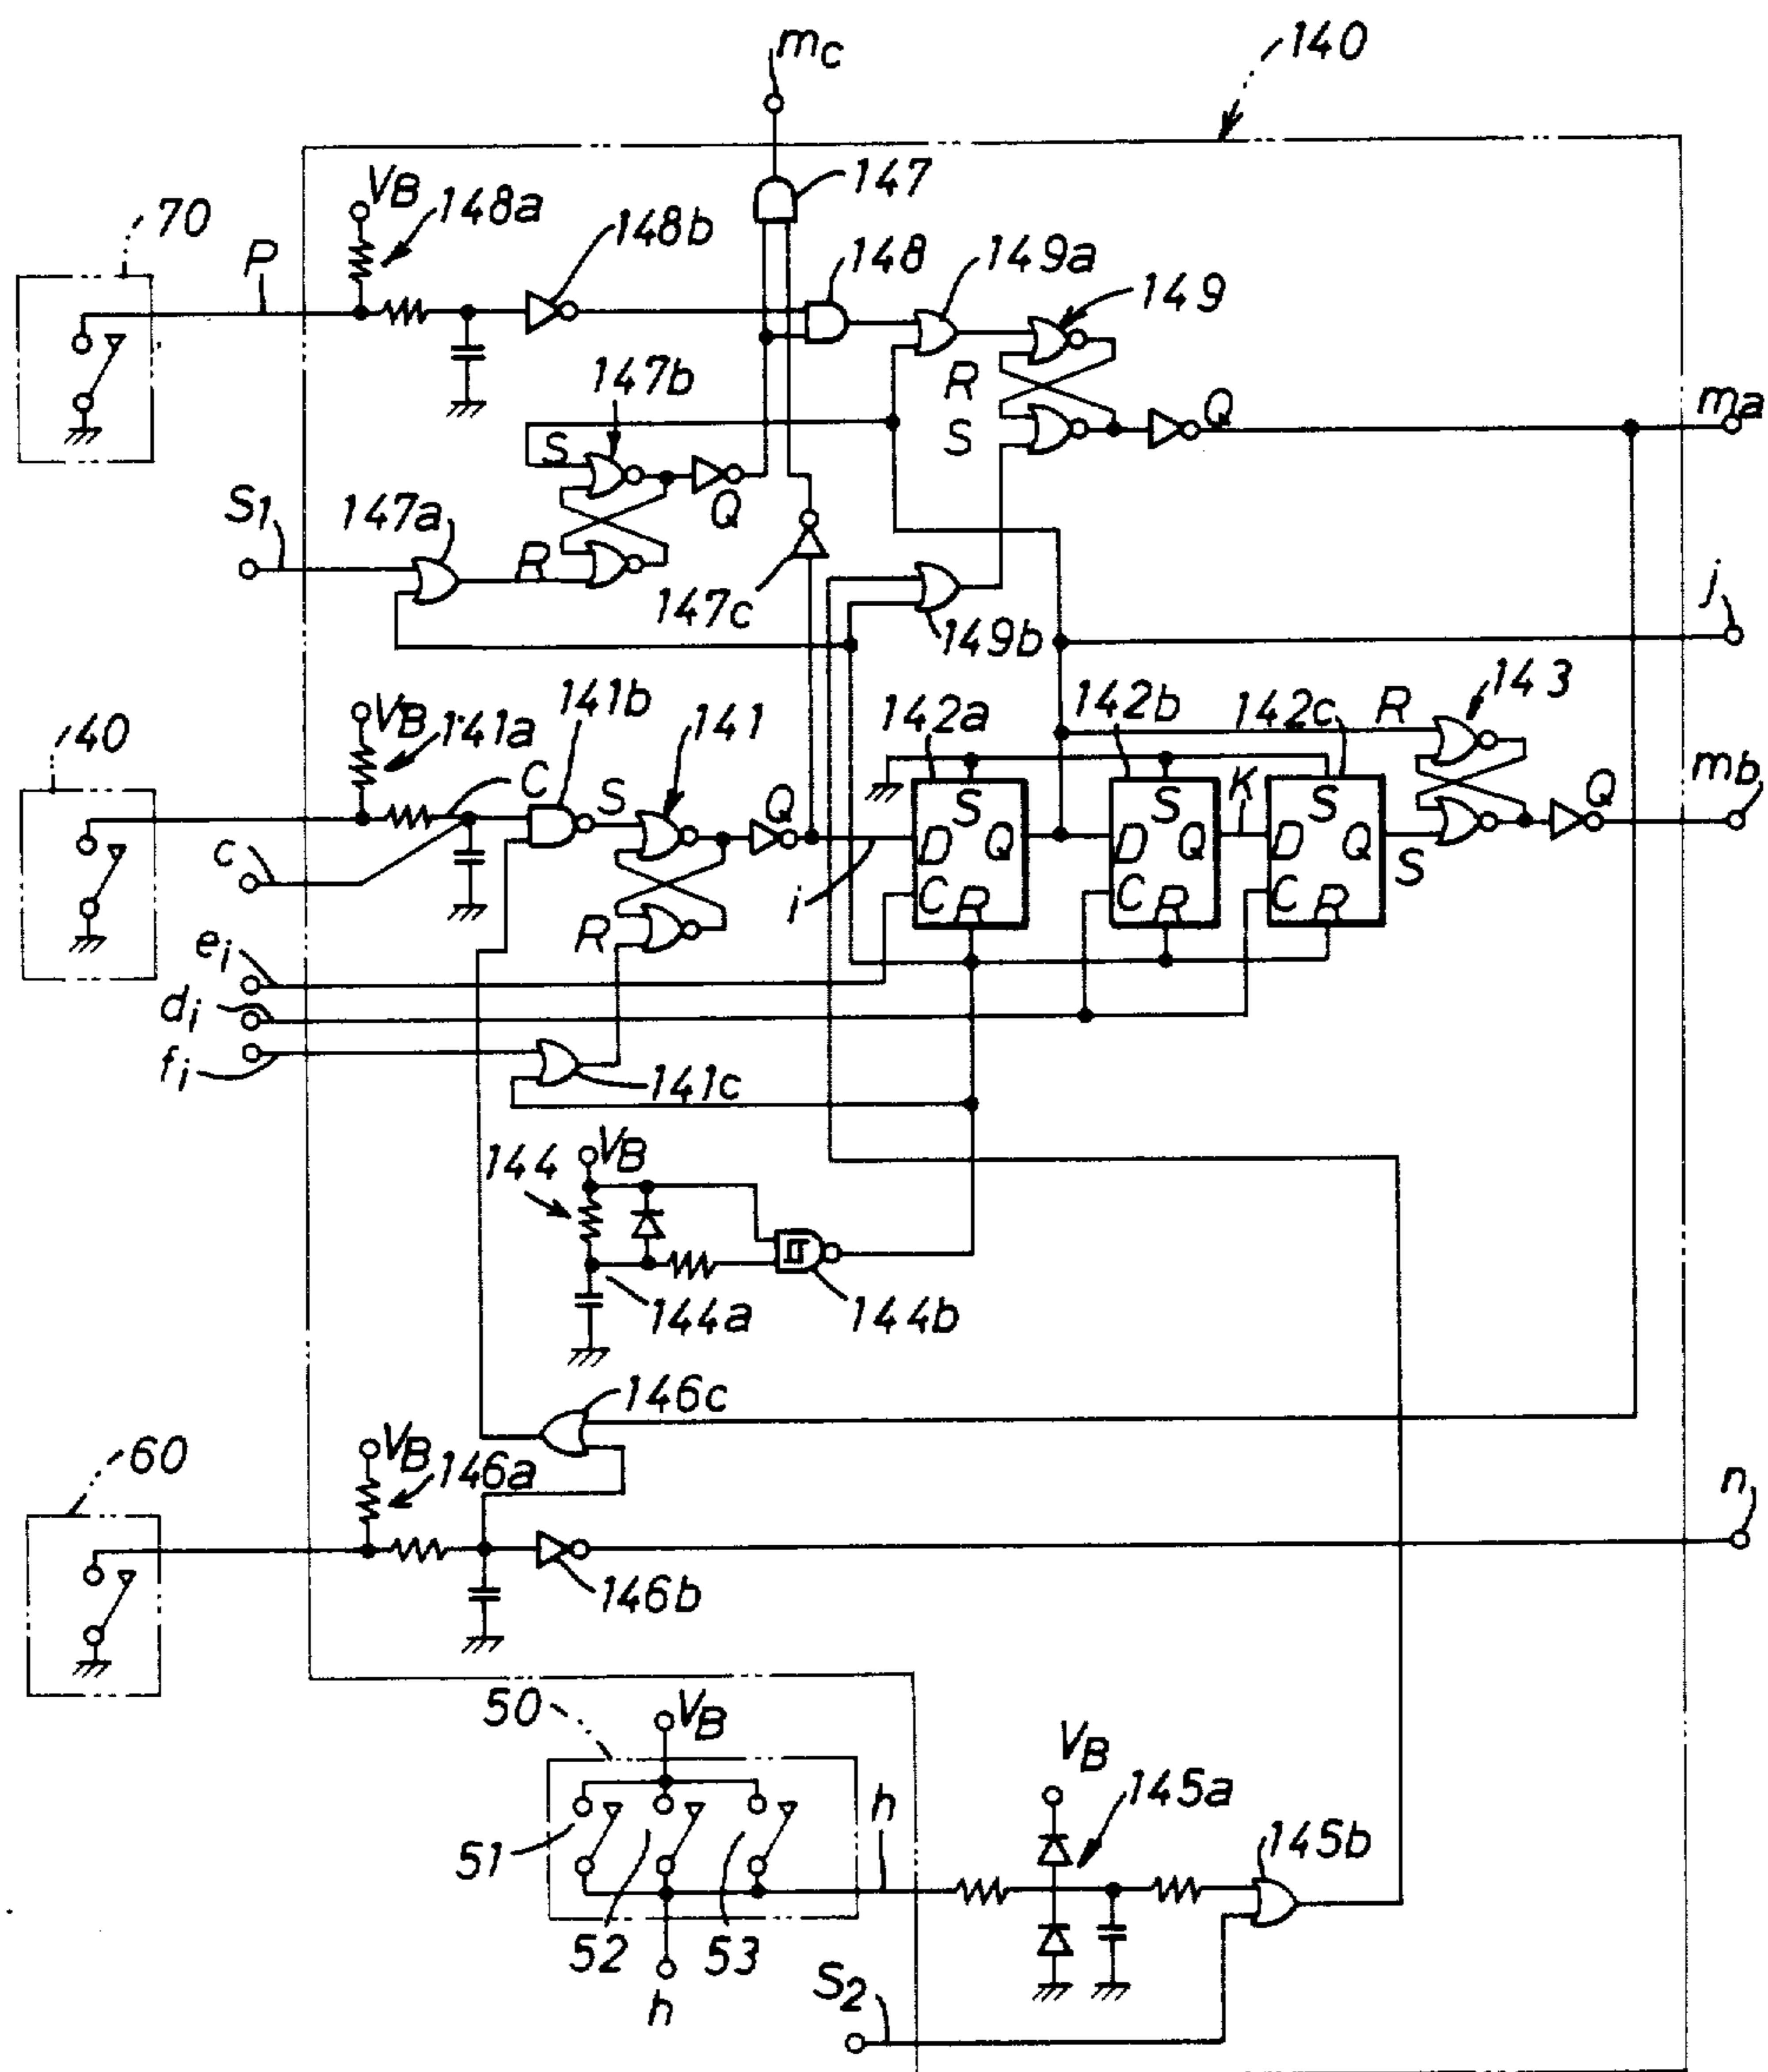 mc
140
147
VB
148a
70
148b
148
149a
149
P
147b
R
Q
ma
S
S
S1
147a
Q
R
147c
149b
j
141b
VB
141a
141
142a
142b
142c
R
143
40
C
S
Q
K
Q
mb
S
S
S
c
D
Q
D
Q
D
Q
S
i
C
R
C
R
C
R
R
ei
di
fi
141c
144
VB
144a
144b
146c
60
VB
146a
n
146b
50
VB
VB
145a
51
h
145b
52
53
h
S2